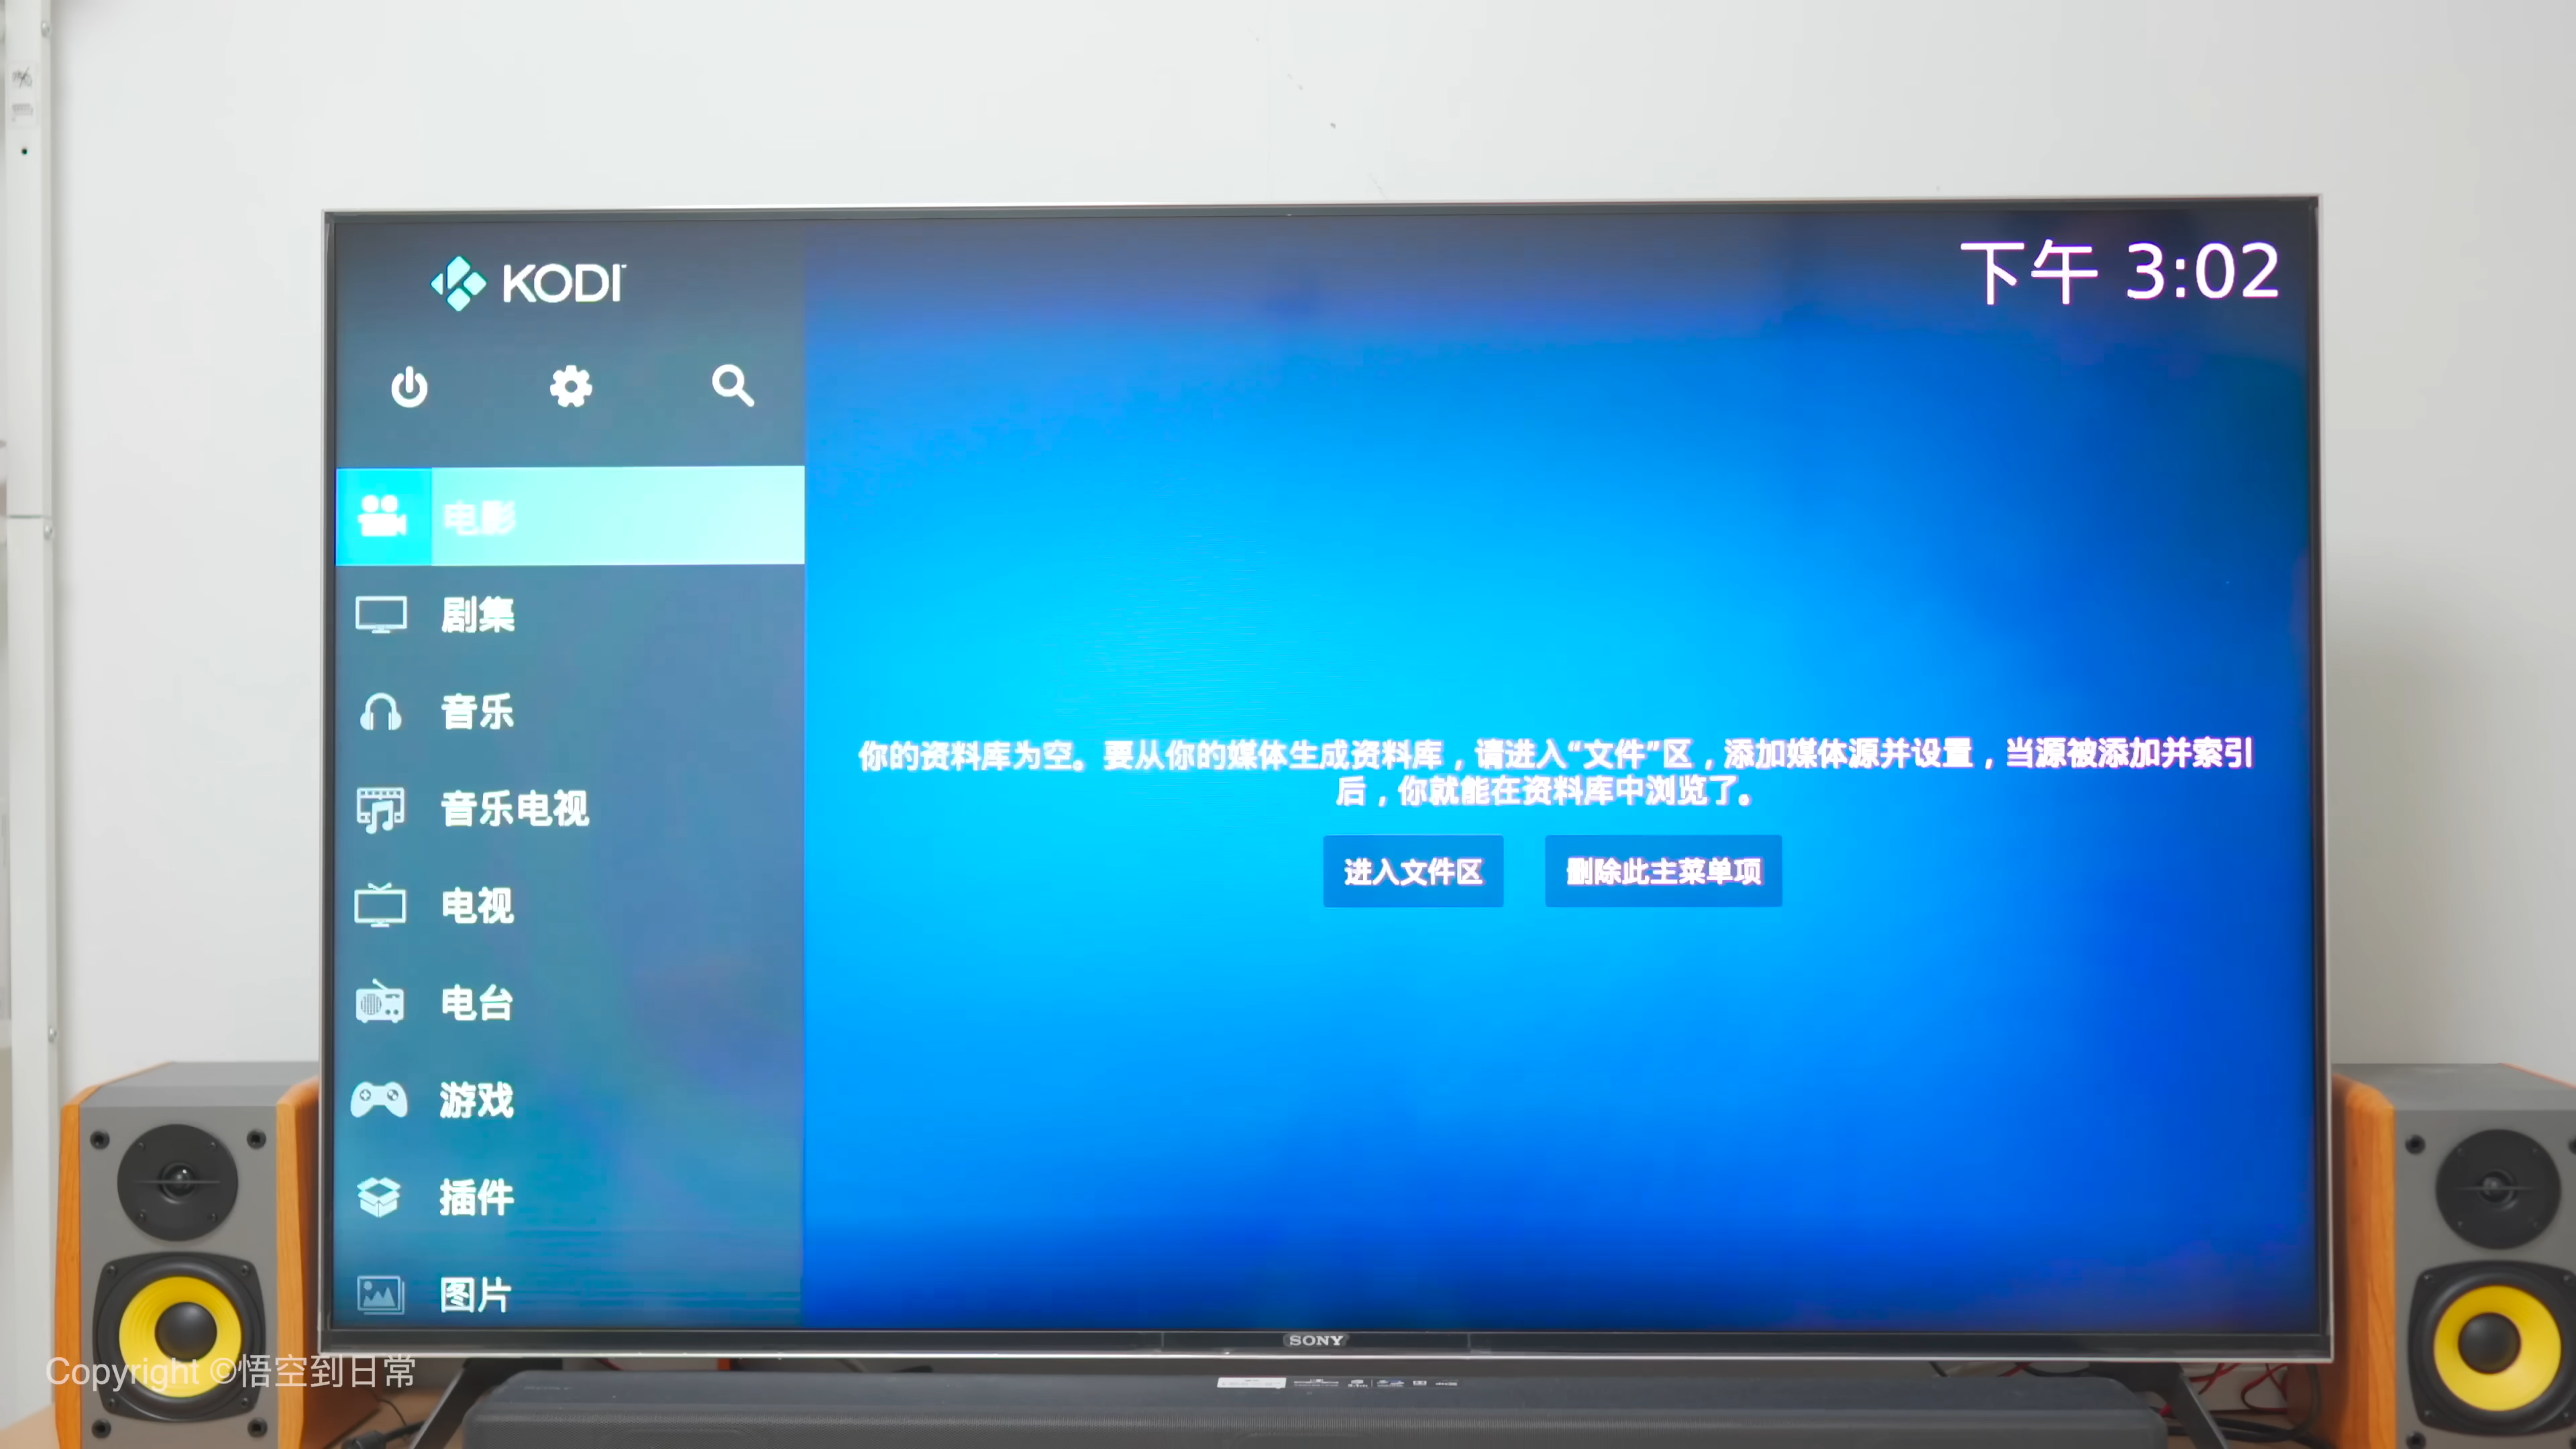 KODI
下午 3:02
电影
剧集
音乐
音乐电视
电视
电台
游戏
插件
图片
你的资料库为空。要从你的媒体生成资料库，请进入“文件”区，添加媒体源并设置，当源被添加并索引
后，你就能在资料库中浏览了。
进入文件区
删除此主菜单项
SONY
Copyright ©悟空到日常